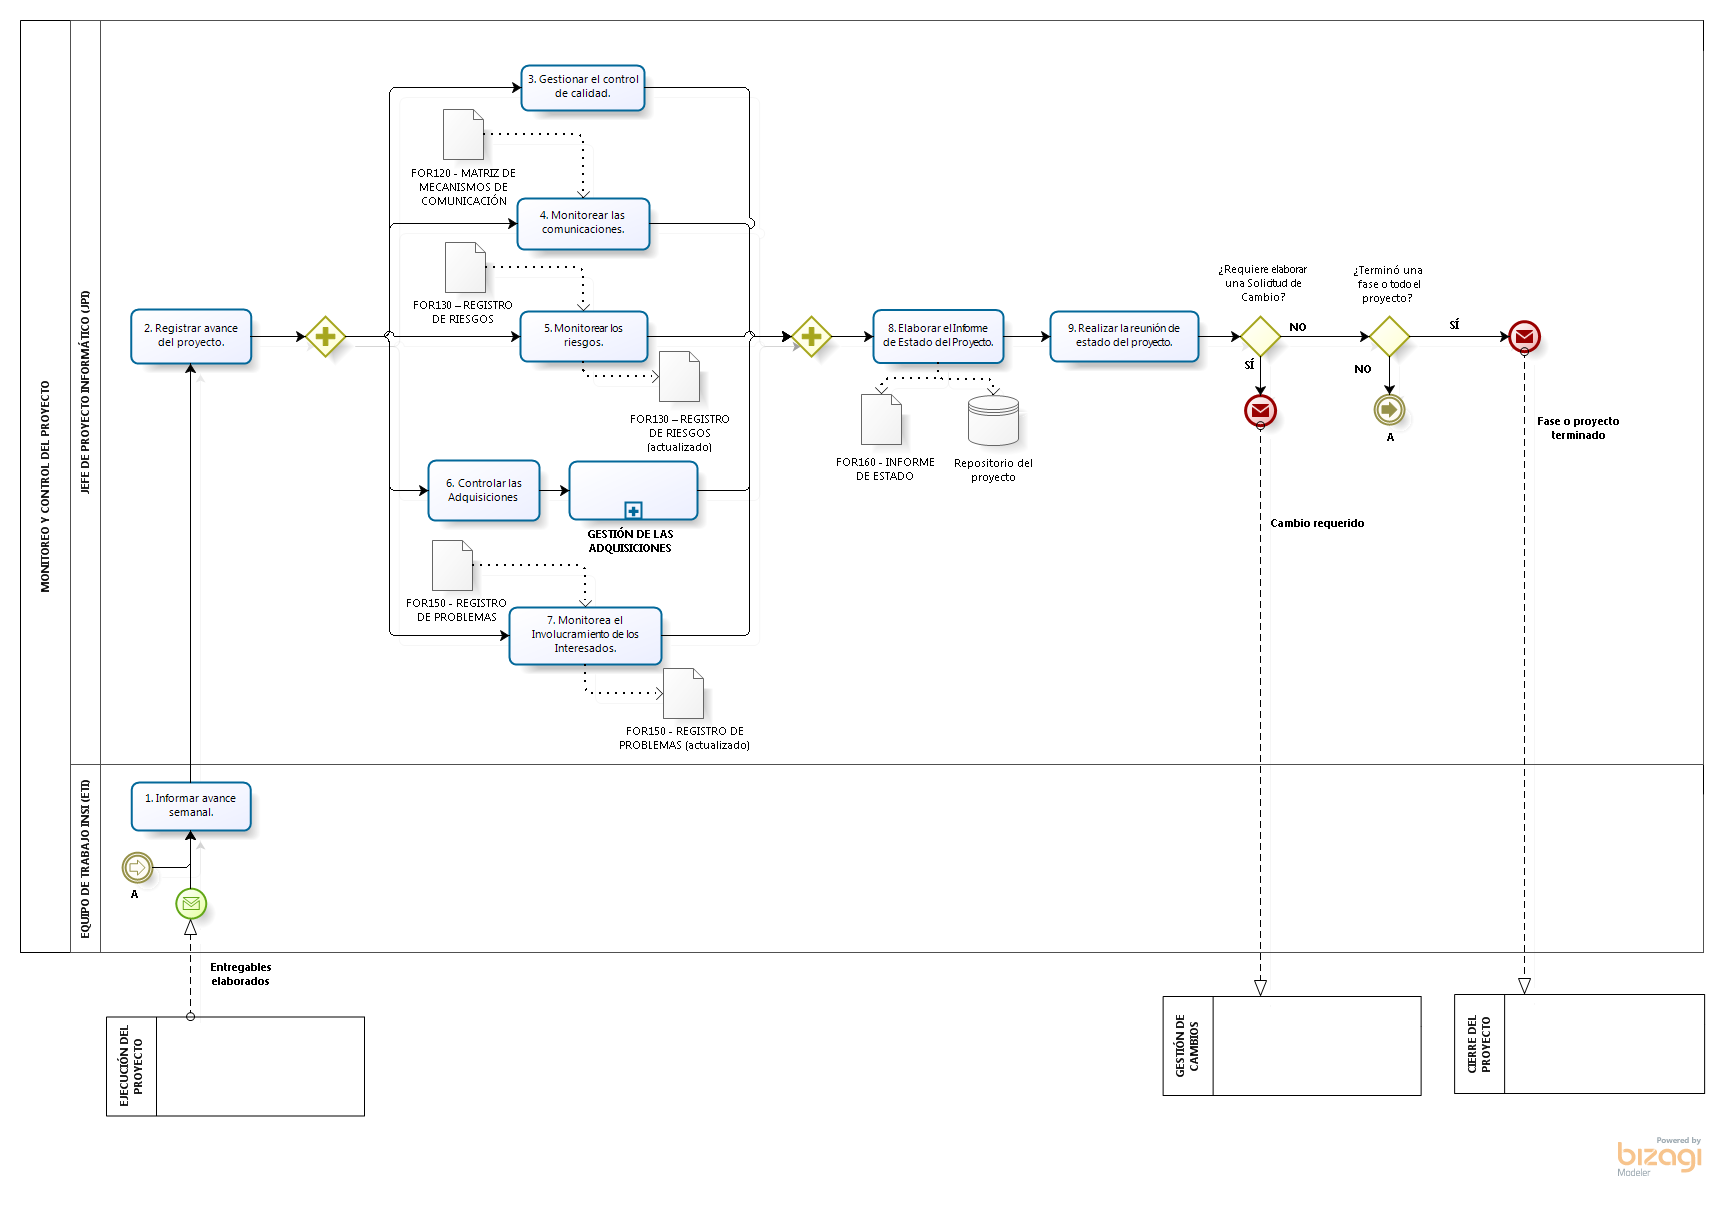 MONITOREO Y CONTROL DEL PROYECTO
JEFE DE PROYECTO INFORMÁTICO (JPI)
3. Gestionar el control
de calidad.
FOR120 - MATRIZ DE
MECANISMOS DE
COMUNICACIÓN
4. Monitorear las
comunicaciones.
FOR130 – REGISTRO
DE RIESGOS
2. Registrar avance
del proyecto.
5. Monitorear los
riesgos.
FOR130 – REGISTRO
DE RIESGOS
(actualizado)
6. Controlar las
Adquisiciones
GESTIÓN DE LAS
ADQUISICIONES
FOR150 - REGISTRO
DE PROBLEMAS
7. Monitorea el
Involucramiento de los
Interesados.
FOR150 - REGISTRO DE
PROBLEMAS (actualizado)
8. Elaborar el Informe
de Estado del Proyecto.
FOR160 - INFORME
DE ESTADO
Repositorio del
proyecto
9. Realizar la reunión de
estado del proyecto.
¿Requiere elaborar
una Solicitud de
Cambio?
NO
SÍ
¿Terminó una
fase o todo el
proyecto?
SÍ
NO
A
Fase o proyecto
terminado
Cambio requerido
EQUIPO DE TRABAJO INSI (ETI)
1. Informar avance
semanal.
A
Entregables
elaborados
EJECUCIÓN DEL
PROYECTO
GESTIÓN DE
CAMBIOS
CIERRE DEL
PROYECTO
Powered by
bizagi
Modeler